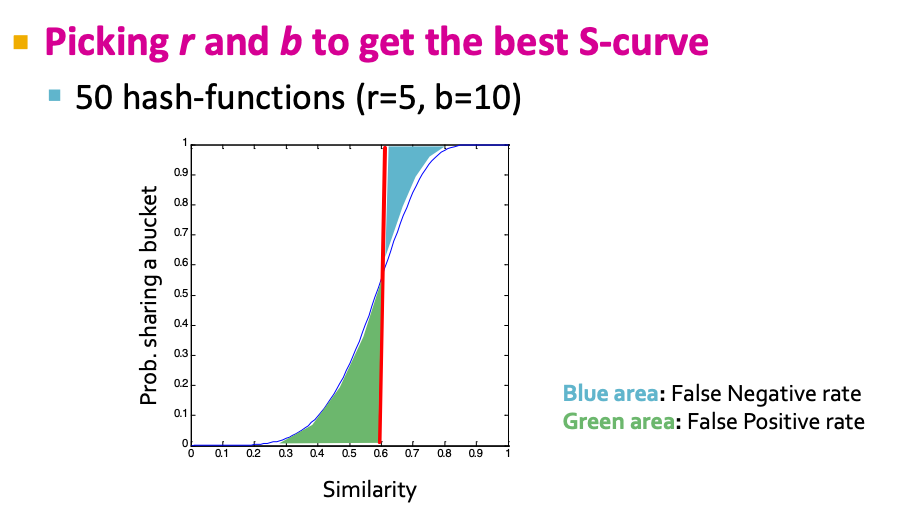 Picking r and b to get the best S-curve
50 hash-functions (r=5, b=10)
Prob. sharing a bucket
1
0.9
0.8
0.7
0.6
0.5
0.4
0.3
0.2
0.1
0
0 0.1 0.2 0.3 0.4 0.5 0.6 0.7 0.8 0.9 1
Similarity
Blue area: False Negative rate
Green area: False Positive rate